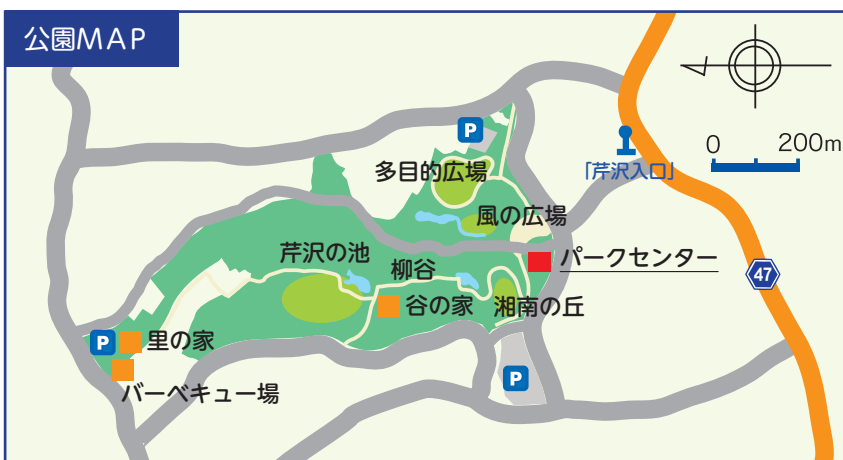 公園MAP
0 200m
P
多目的広場
「芹沢入口」
風の広場
芹沢の池
柳谷
パークセンター
47
谷の家
湘南の丘
P
里の家
P
バーベキュー場